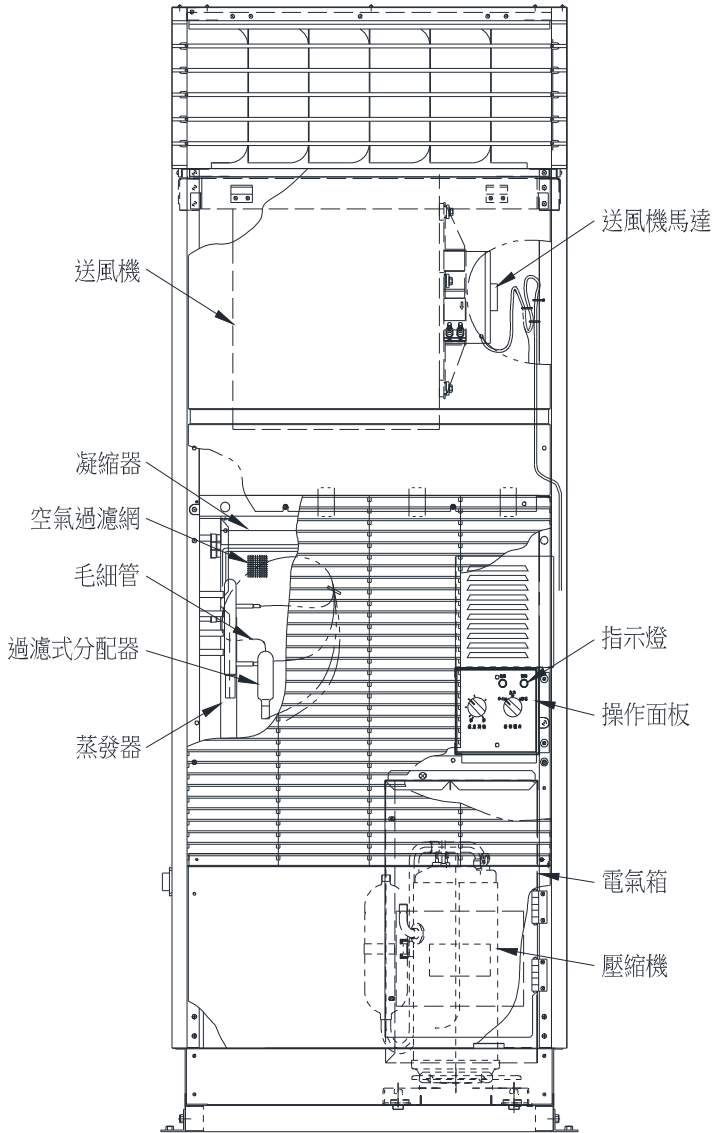 送風機馬達
送風機
凝縮器
空氣過濾網
毛細管
過濾式分配器
指示燈
操作面板
蒸發器
電氣箱
壓縮機